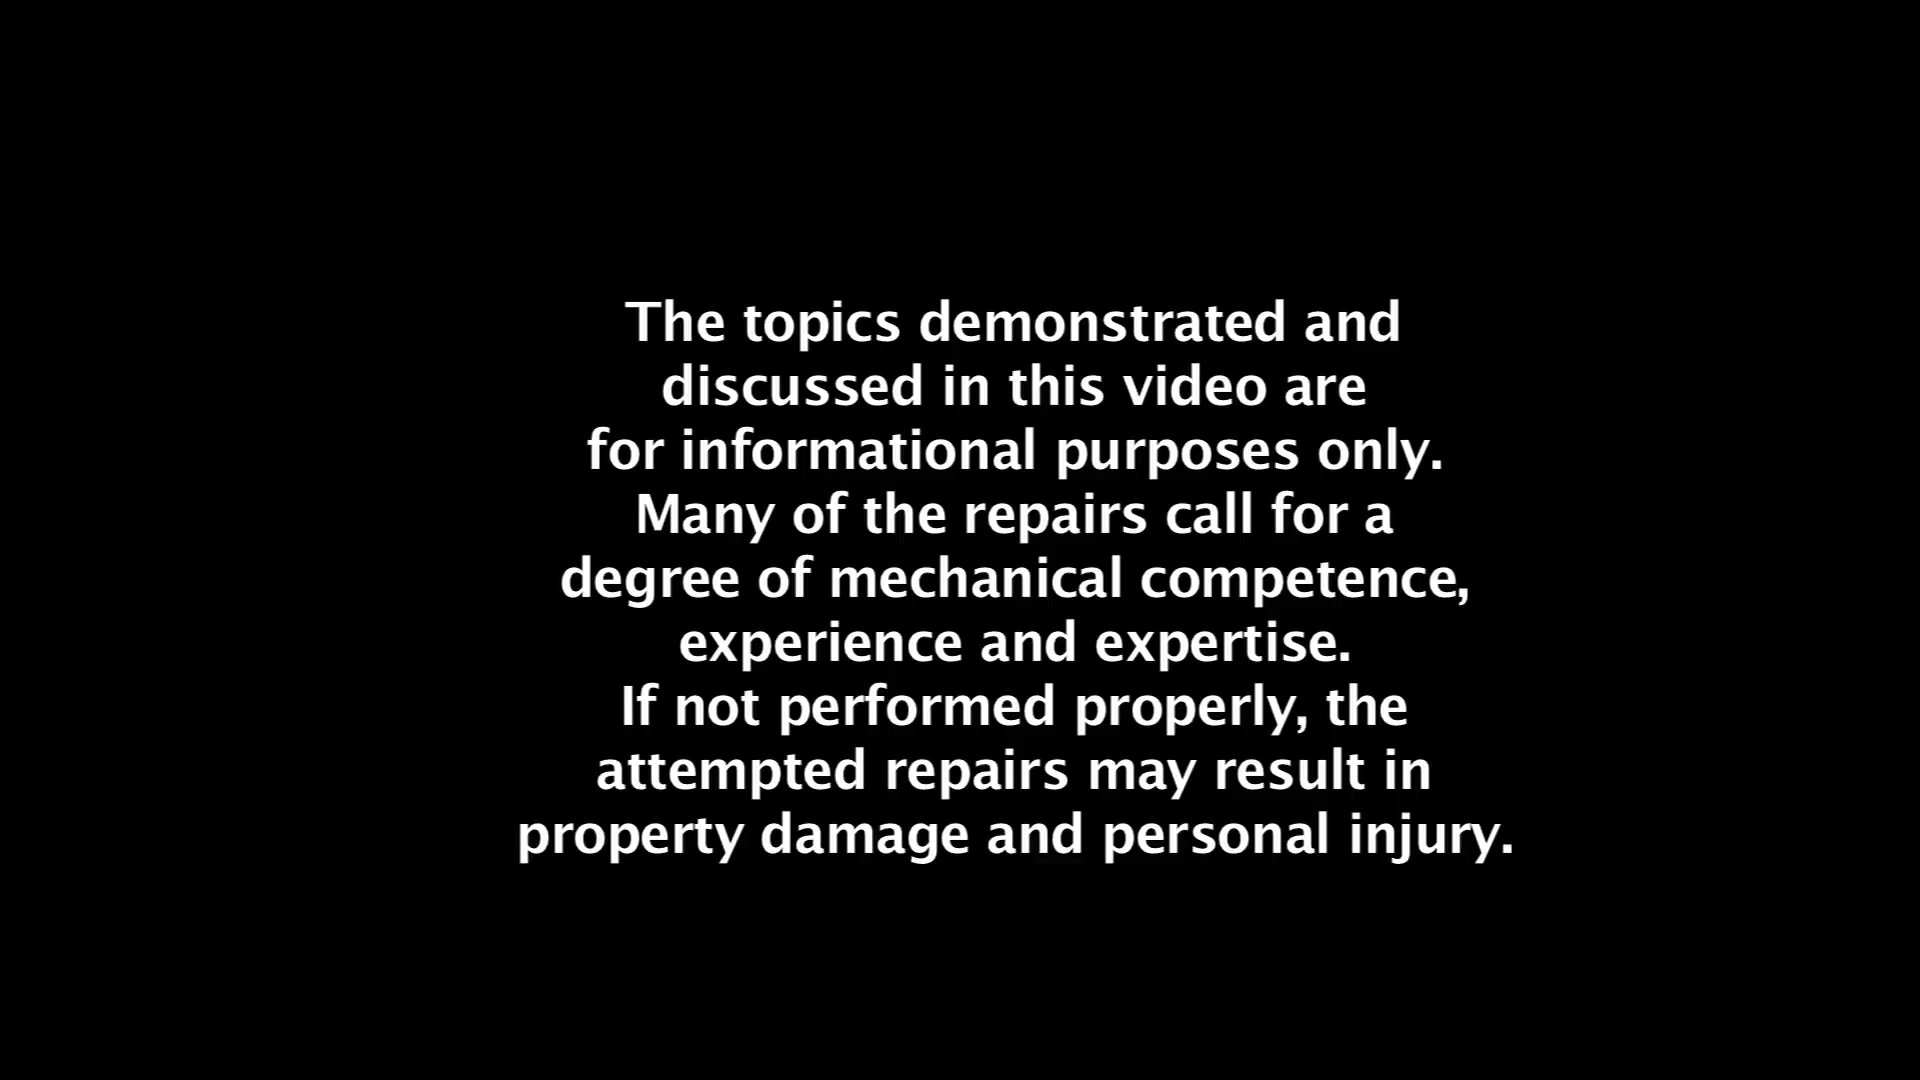 The topics demonstrated and
discussed in this video are
for informational purposes only.
Many of the repairs call for a
degree of mechanical competence,
experience and expertise.
If not performed properly, the
attempted repairs may result in
property damage and personal injury.